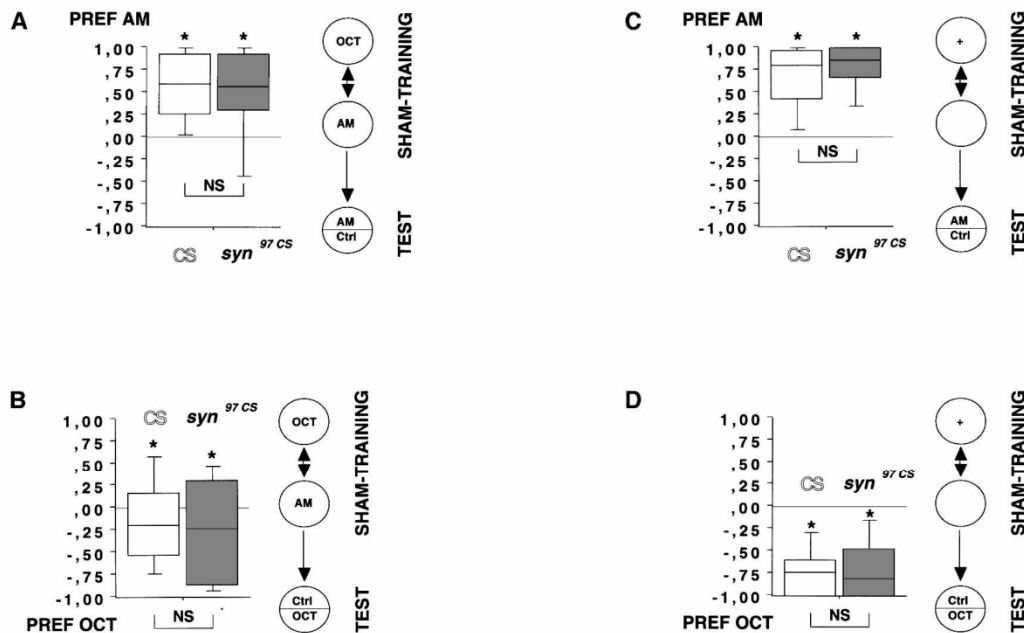 A
PREF AM
1,00
,75
,50
,25
,00
-,25
-,50
-,75
-1,00
* *
NS
CS syn 97 CS
OCT
AM
AM
Ctrl
SHAM-TRAINING
TEST
C
PREF AM
1,00
,75
,50
,25
,00
-,25
-,50
-,75
-1,00
* *
NS
CS syn 97 CS
+
AM
Ctrl
SHAM-TRAINING
TEST
B
1,00
,75
,50
,25
,00
-,25
-,50
-,75
-1,00
CS syn 97 CS
* *
PREF OCT
NS
OCT
AM
Ctrl
OCT
SHAM-TRAINING
TEST
D
1,00
,75
,50
,25
,00
-,25
-,50
-,75
-1,00
CS syn 97 CS
* *
PREF OCT
NS
+
Ctrl
OCT
SHAM-TRAINING
TEST